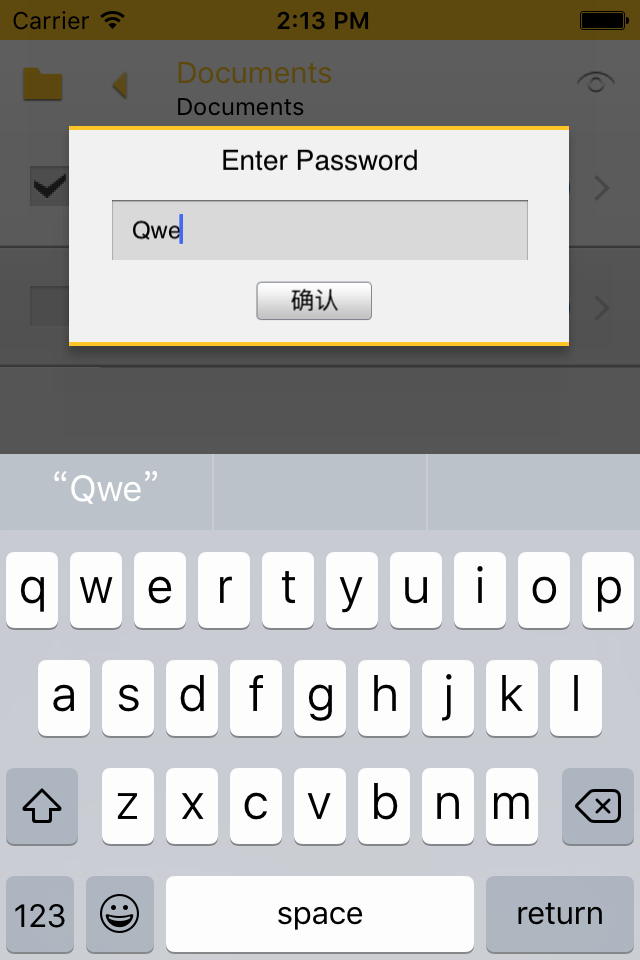 Carrier 2:13 PM
Documents
Documents
Enter Password
Qwe
确认
“Qwe”
q w e r t y u i o p
a s d f g h j k l
z x c v b n m
123 space return